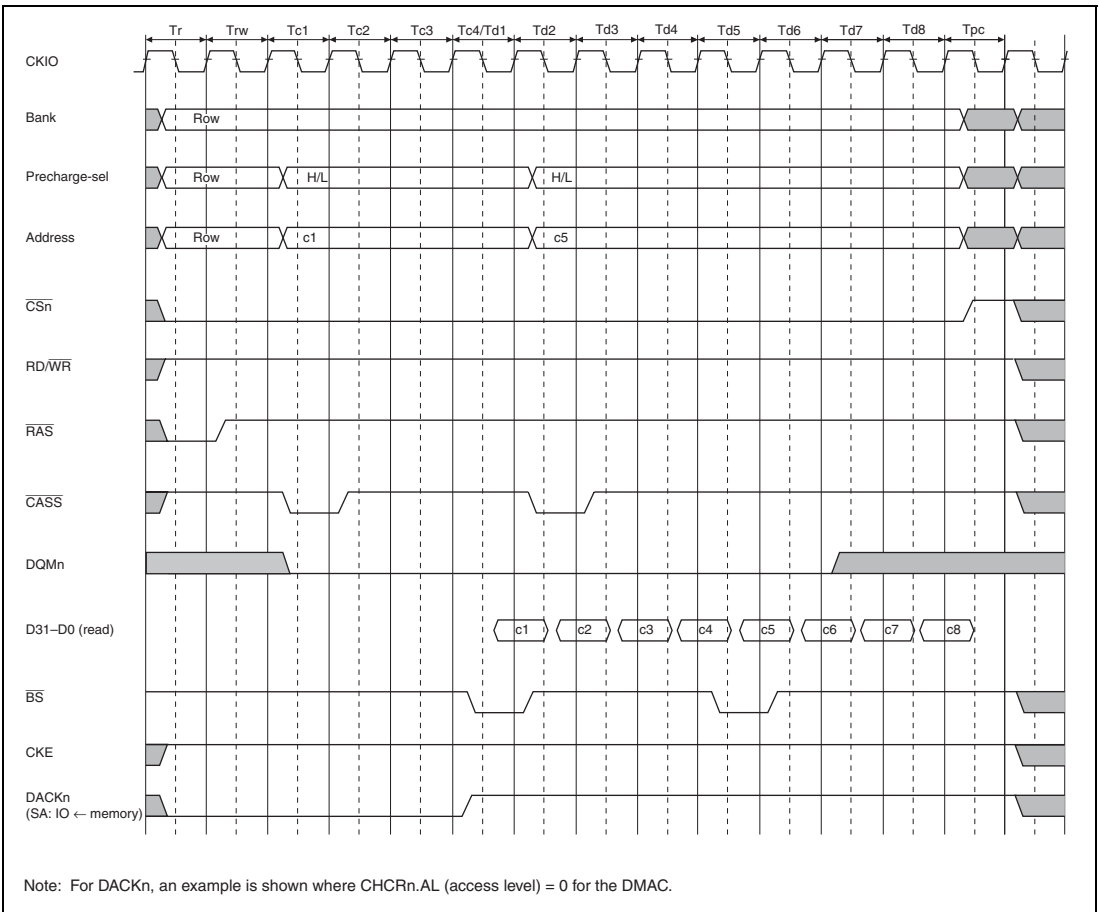 Tr Trw Tc1 Tc2 Tc3 Tc4/Td1 Td2 Td3 Td4 Td5 Td6 Td7 Td8 Tpc
CKIO
Bank Row
Precharge-sel Row H/L H/L
Address Row c1 c5
CSn
RD/WR
RAS
CASS
DQMn
D31–D0 (read) c1 c2 c3 c4 c5 c6 c7 c8
BS
CKE
DACKn
(SA: IO ← memory)
Note: For DACKn, an example is shown where CHCRn.AL (access level) = 0 for the DMAC.